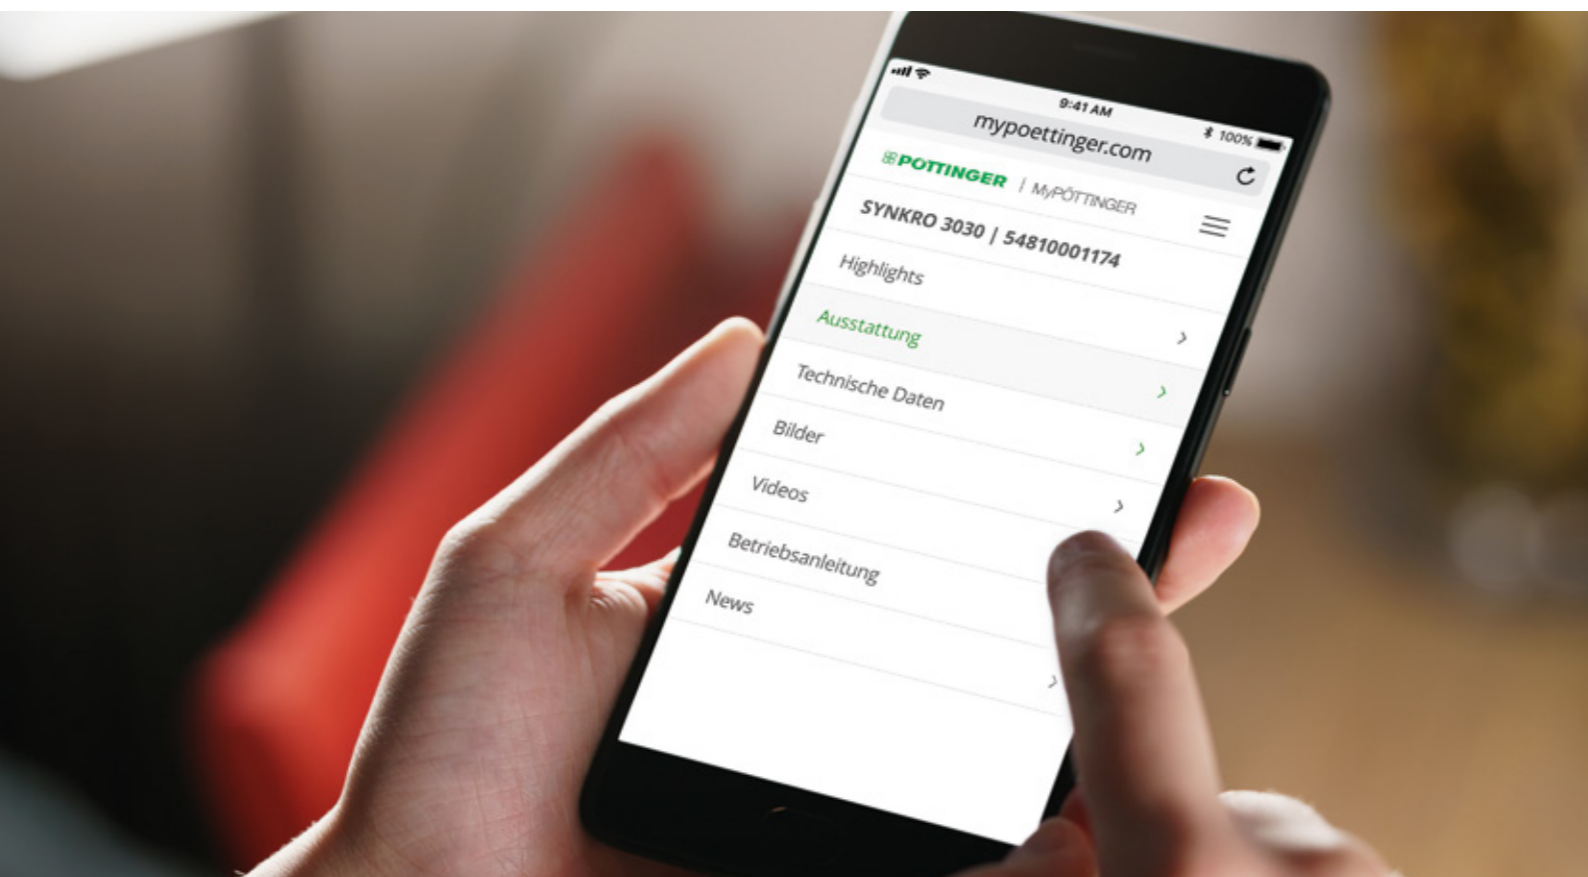 9:41 AM
100%
mypoettinger.com
PÖTTINGER | MyPÖTTINGER
SYNKRO 3030 | 54810001174
Highlights
Ausstattung
Technische Daten
Bilder
Videos
Betriebsanleitung
News